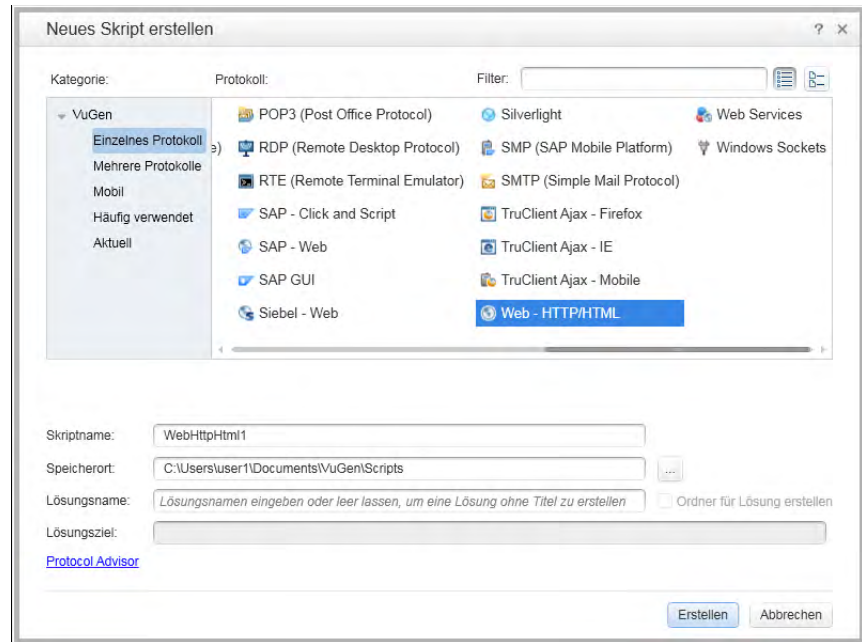 Neues Skript erstellen
Kategorie:
Protokoll:
Filter:
VuGen
Einzelnes Protokoll
Mehrere Protokolle
Mobil
Häufig verwendet
Aktuell
e)
POP3 (Post Office Protocol)
RDP (Remote Desktop Protocol)
RTE (Remote Terminal Emulator)
SAP - Click and Script
SAP - Web
SAP GUI
Siebel - Web
Silverlight
SMP (SAP Mobile Platform)
SMTP (Simple Mail Protocol)
TruClient Ajax - Firefox
TruClient Ajax - IE
TruClient Ajax - Mobile
Web - HTTP/HTML
Web Services
Windows Sockets
Skriptname: WebHttpHtml1
Speicherort: C:\Users\user1\Documents\VuGen\Scripts ...
Lösungsname: Lösungsnamen eingeben oder leer lassen, um eine Lösung ohne Titel zu erstellen Ordner für Lösung erstellen
Lösungsziel:
Protocol Advisor
Erstellen Abbrechen